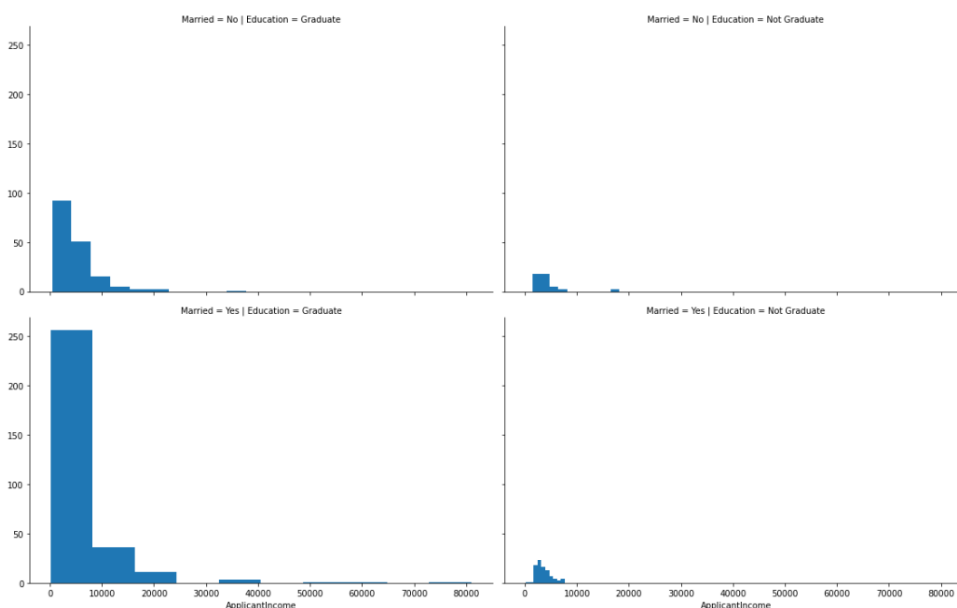 Married = No | Education = Graduate
Married = No | Education = Not Graduate
250
200
150
100
50
0
Married = Yes | Education = Graduate
Married = Yes | Education = Not Graduate
250
200
150
100
50
0
0 10000 20000 30000 40000 50000 60000 70000 80000
0 10000 20000 30000 40000 50000 60000 70000 80000
ApplicantIncome
ApplicantIncome